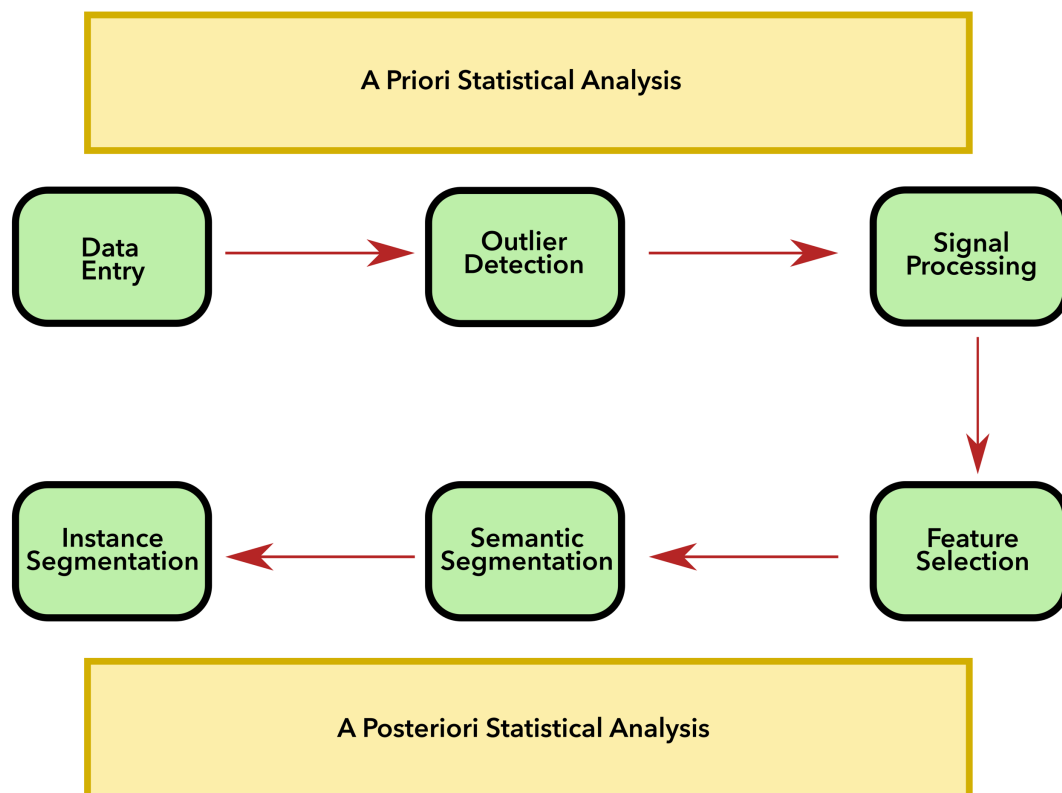 A Priori Statistical Analysis
Data
Entry
Outlier
Detection
Signal
Processing
Instance
Segmentation
Semantic
Segmentation
Feature
Selection
A Posteriori Statistical Analysis